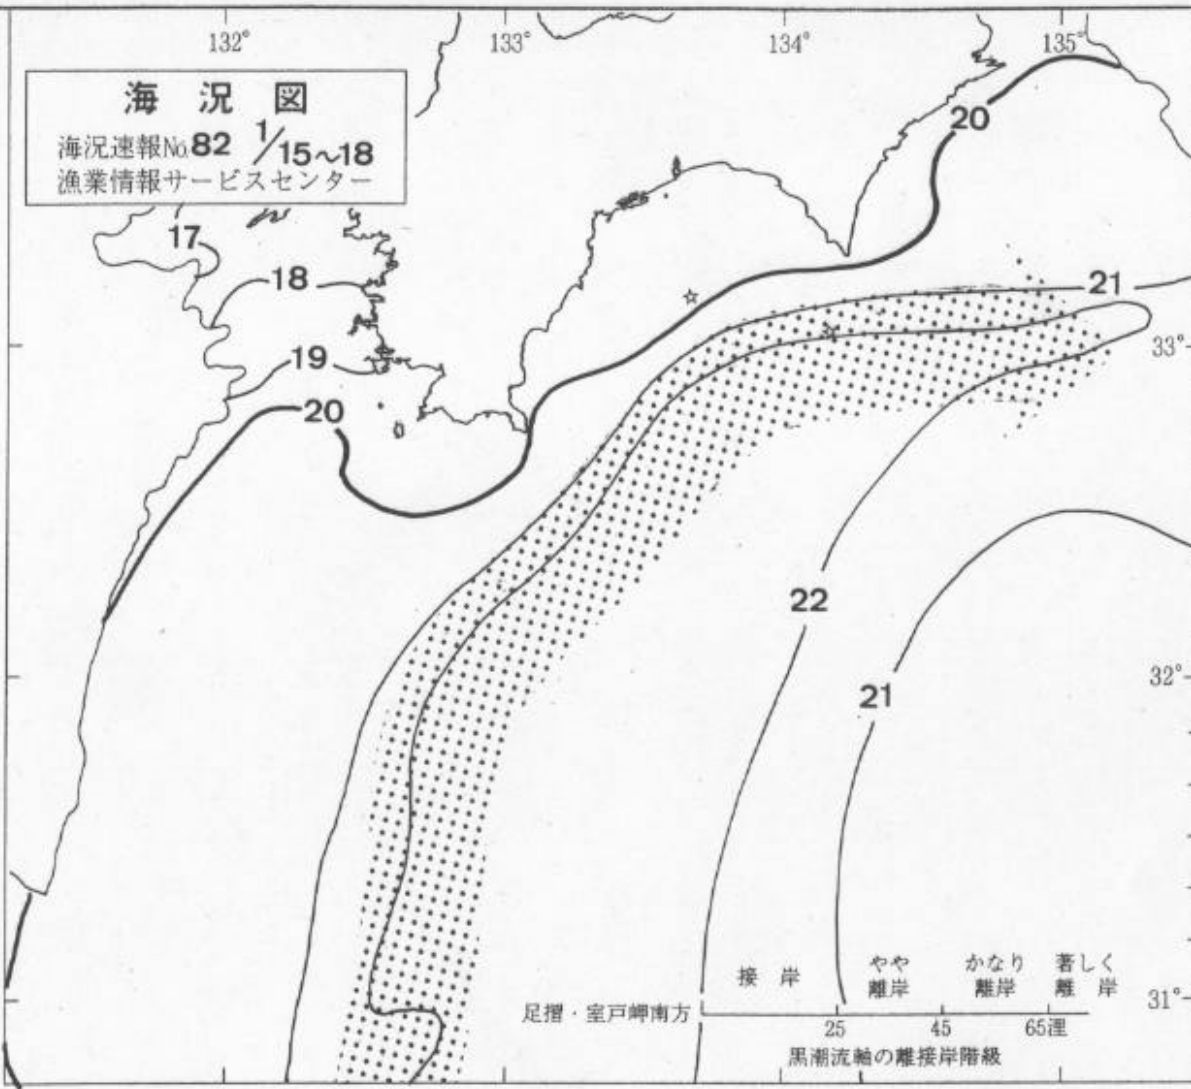 132° 133° 134° 135°
海況図
海況速報No.82 1/15~18
漁業情報サービスセンター
20
17
18
21
19
33°
20
22
32°
21
接岸 やや離岸 かなり離岸 著しく離岸
足摺・室戸岬南方
31°
25 45 65浬
黒潮流軸の離接岸階級